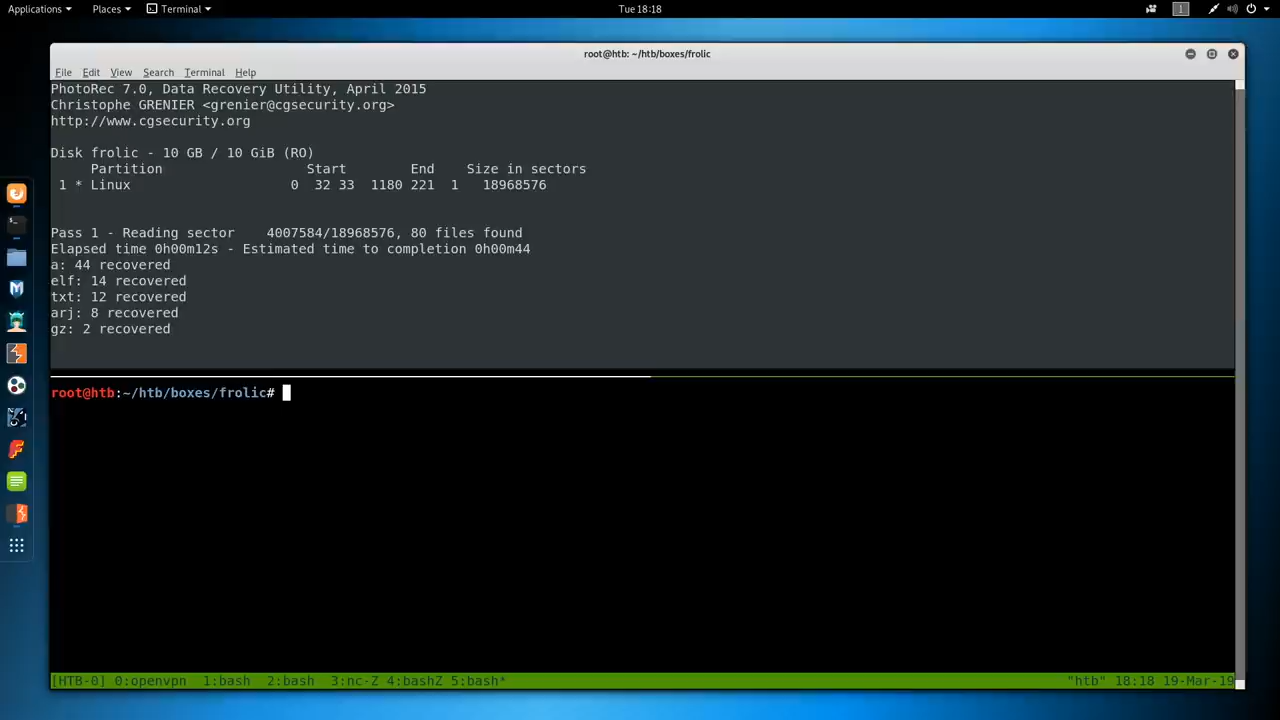 Applications Places Terminal Tue 18:18 1
root@htb: ~/htb/boxes/frolic
File Edit View Search Terminal Help
PhotoRec 7.0, Data Recovery Utility, April 2015
Christophe GRENIER <grenier@cgsecurity.org>
http://www.cgsecurity.org
Disk frolic - 10 GB / 10 GiB (RO)
Partition Start End Size in sectors
1 * Linux 0 32 33 1180 221 1 18968576
Pass 1 - Reading sector 4007584/18968576, 80 files found
Elapsed time 0h00m12s - Estimated time to completion 0h00m44
a: 44 recovered
elf: 14 recovered
txt: 12 recovered
arj: 8 recovered
gz: 2 recovered
root@htb:~/htb/boxes/frolic#
[HTB-0] 0:openvpn 1:bash 2:bash 3:nc-Z 4:bashZ 5:bash* "htb" 18:18 19-Mar-19